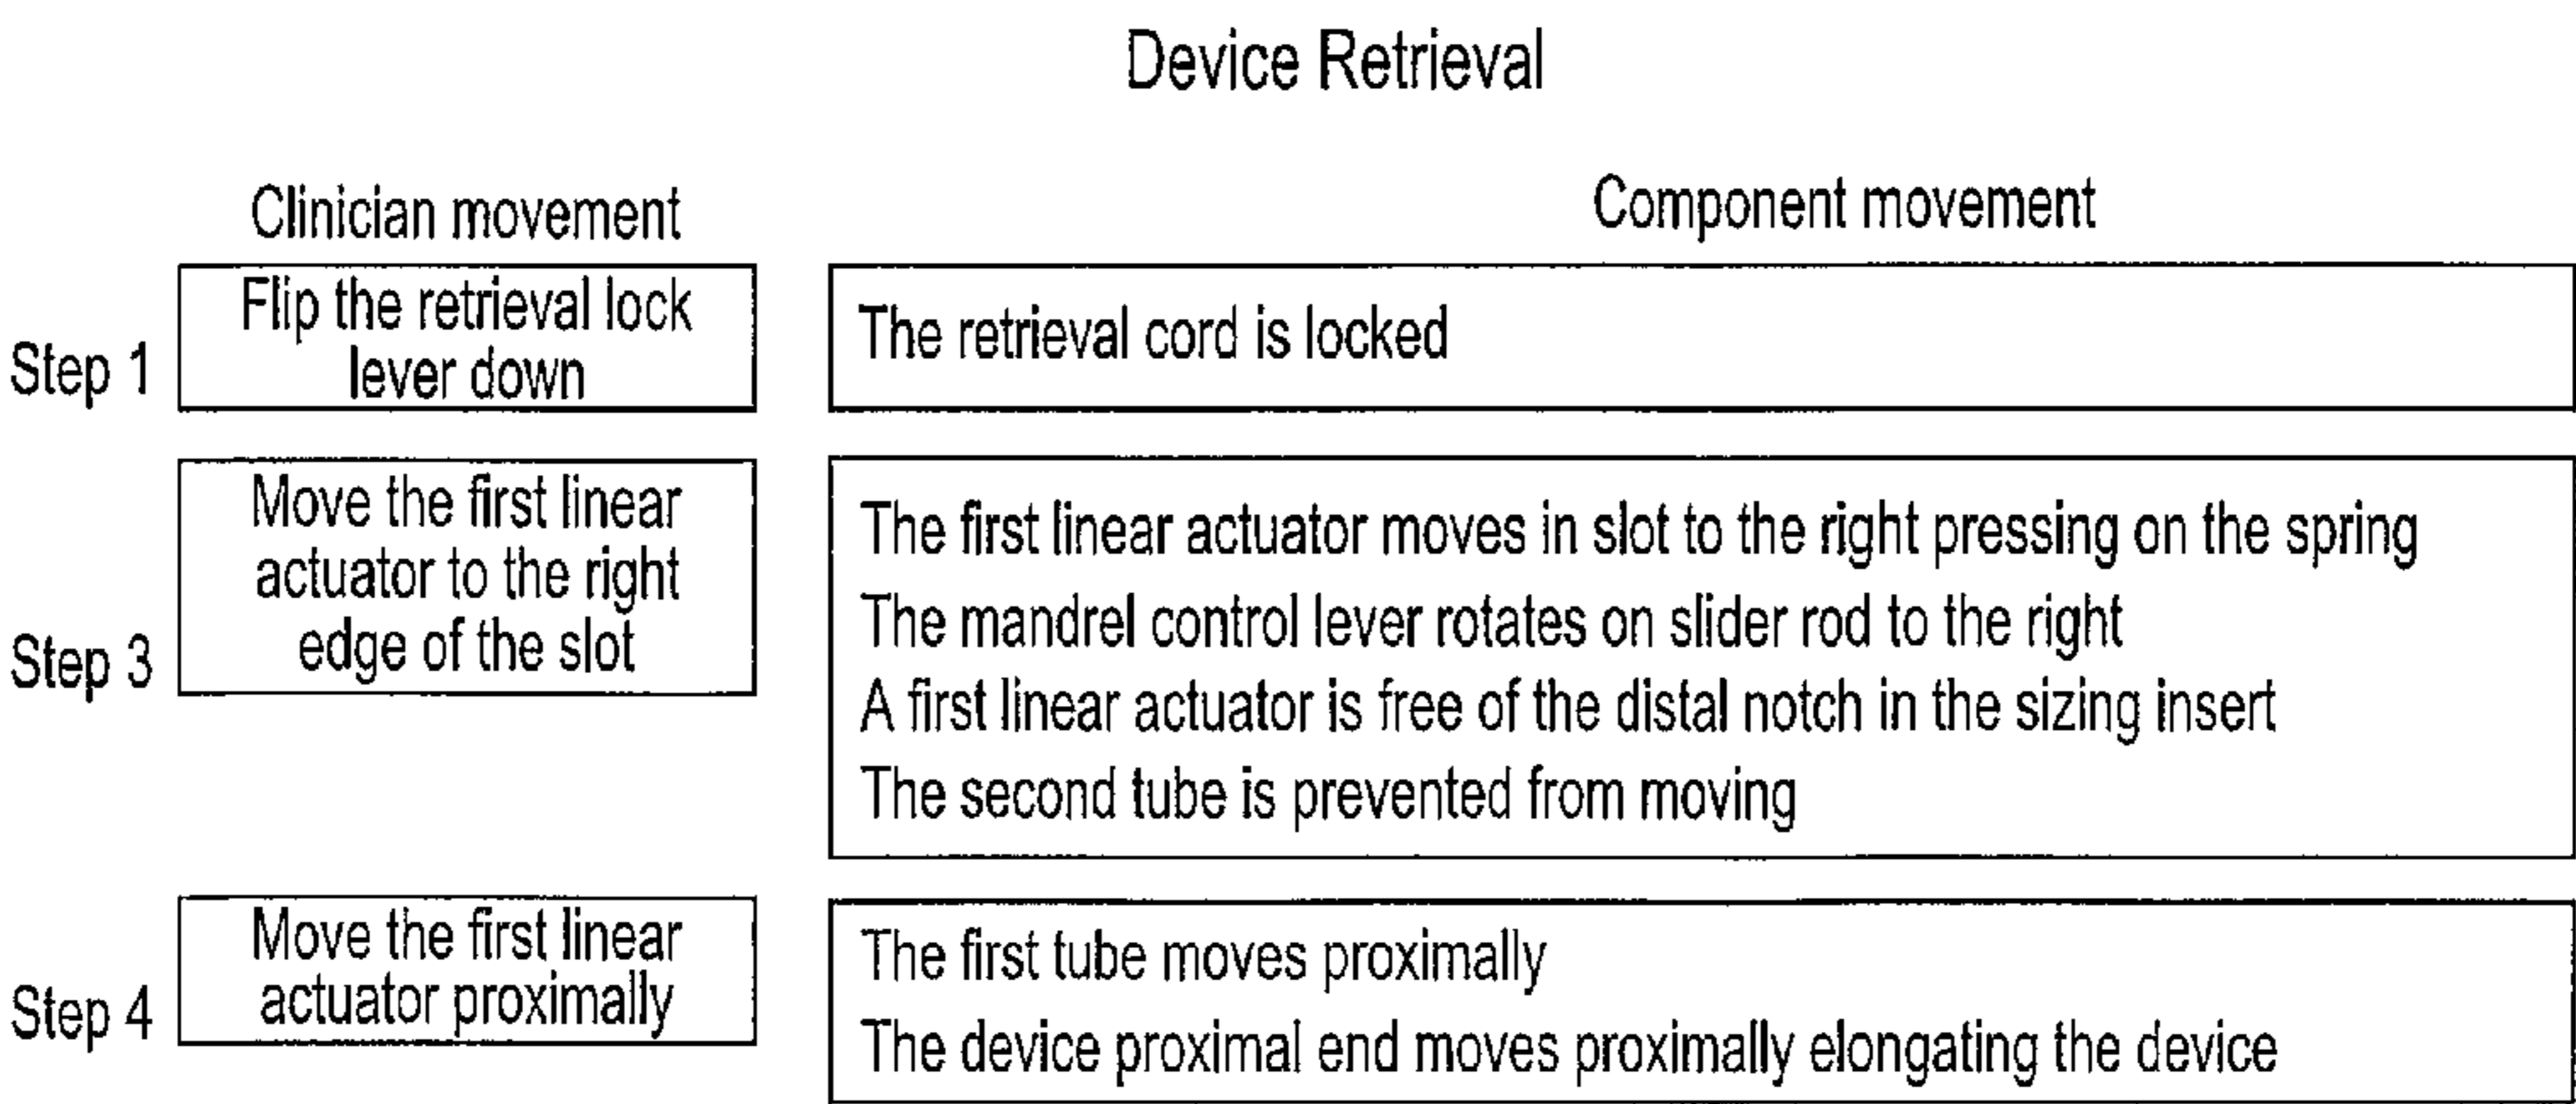 Device Retrieval
Clinician movement
Component movement
Step 1
Flip the retrieval lock
lever down
The retrieval cord is locked
Step 3
Move the first linear
actuator to the right
edge of the slot
The first linear actuator moves in slot to the right pressing on the spring
The mandrel control lever rotates on slider rod to the right
A first linear actuator is free of the distal notch in the sizing insert
The second tube is prevented from moving
Step 4
Move the first linear
actuator proximally
The first tube moves proximally
The device proximal end moves proximally elongating the device